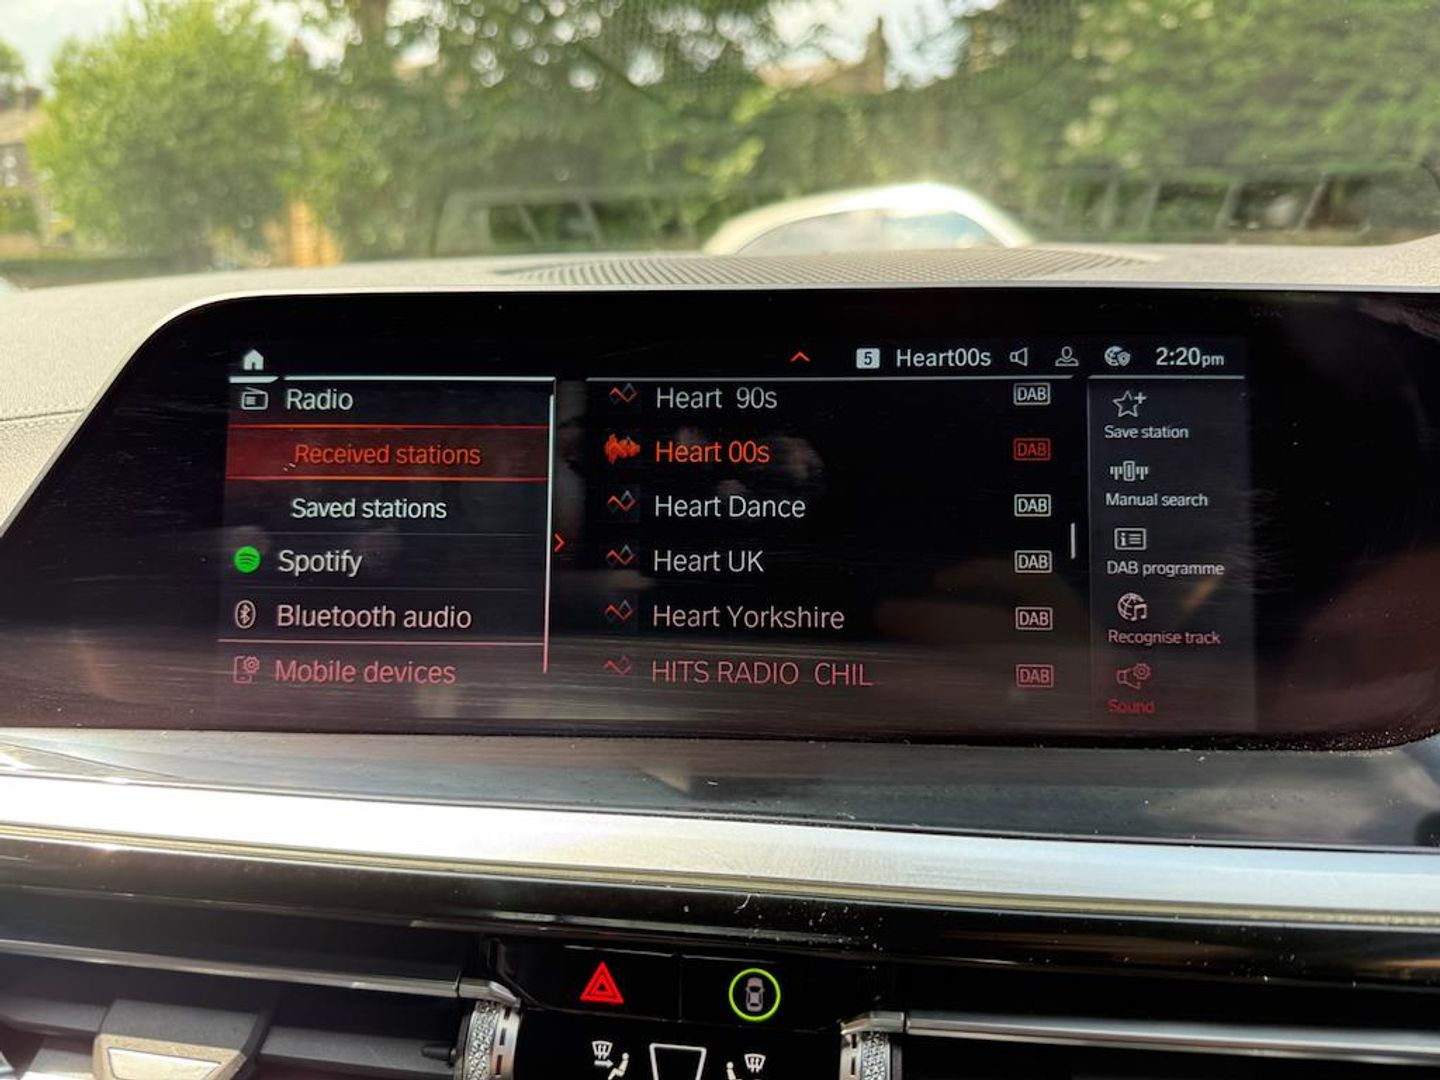 5 Heart00s 2:20pm
Radio
Received stations
Saved stations
Spotify
Bluetooth audio
Mobile devices
Heart 90s DAB
Heart 00s DAB
Heart Dance DAB
Heart UK DAB
Heart Yorkshire DAB
HITS RADIO CHIL DAB
Save station
Manual search
DAB programme
Recognise track
Sound